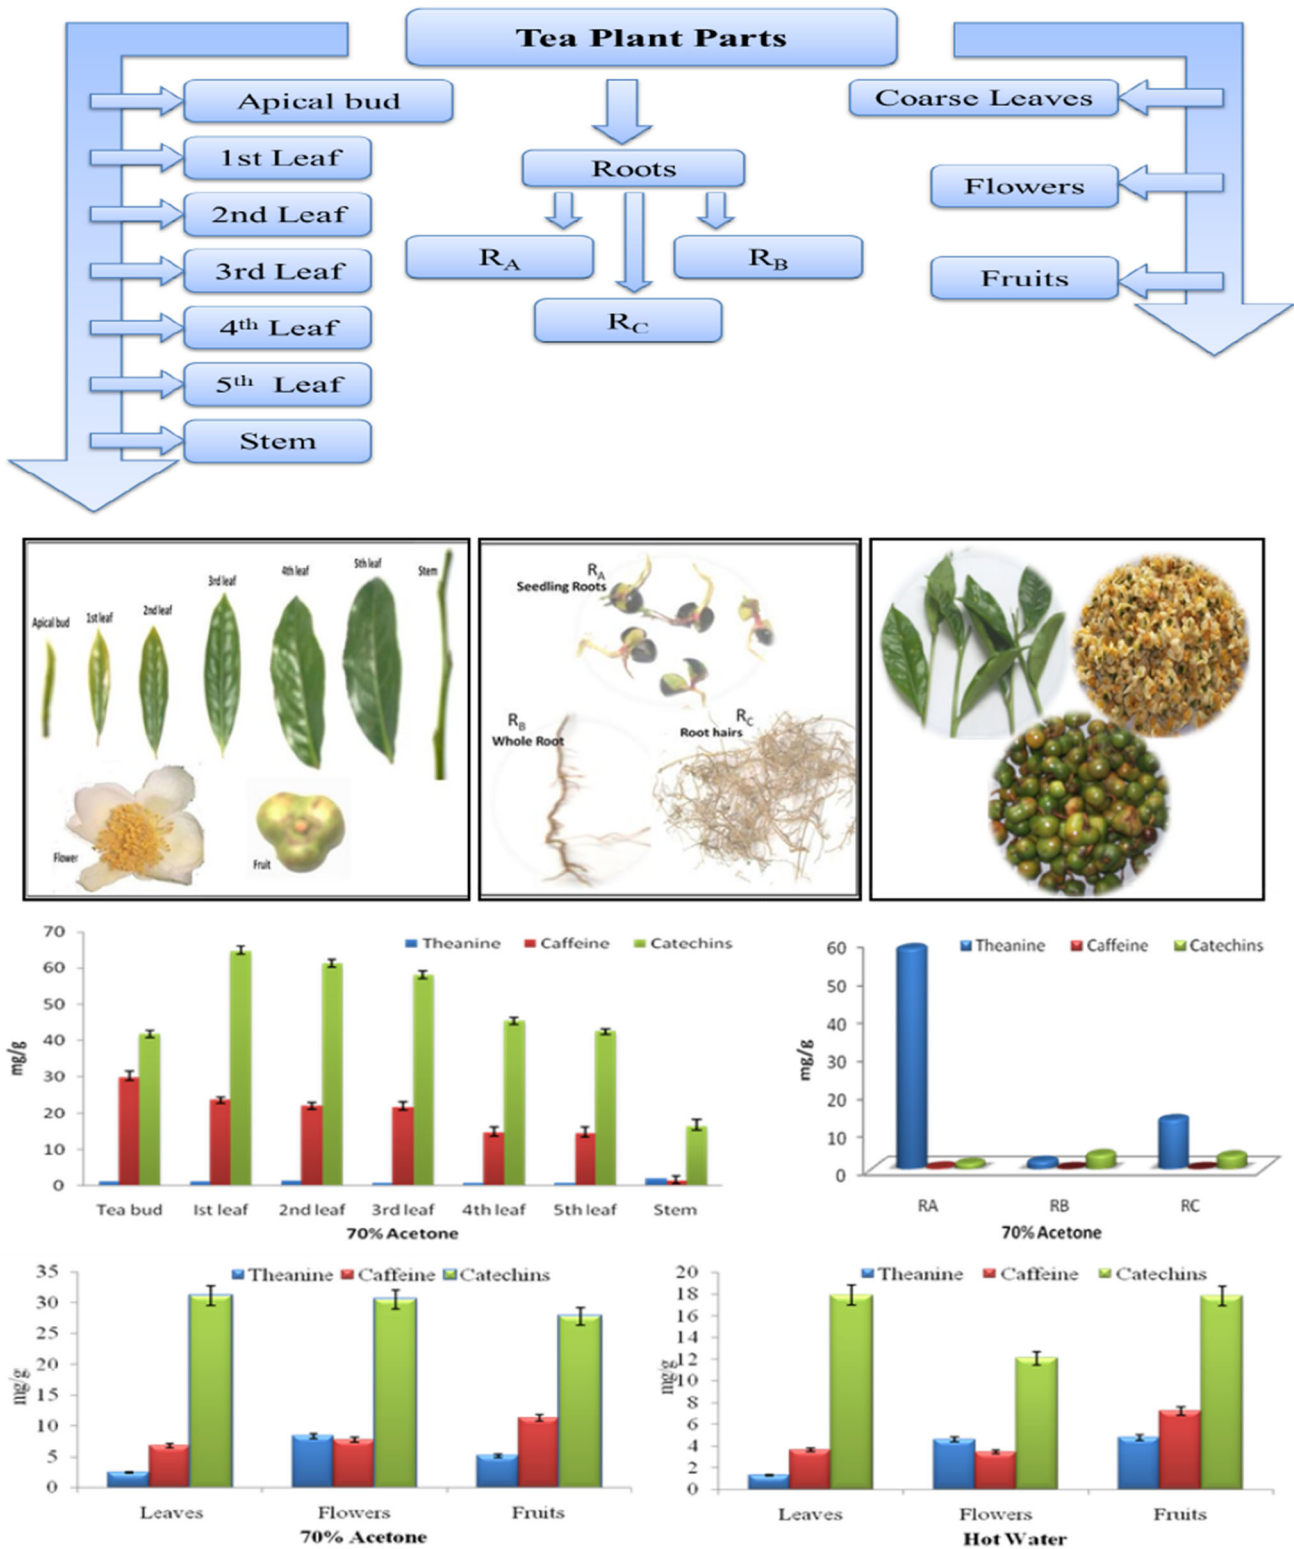 Tea Plant Parts
Apical bud
1st Leaf
2nd Leaf
3rd Leaf
4th Leaf
5th Leaf
Stem
Roots
RA
RB
RC
Coarse Leaves
Flowers
Fruits
Apical bud
1st leaf
2nd leaf
3rd leaf
4th leaf
5th leaf
Stem
Flower
Fruit
RA
Seedling Roots
RB
Whole Root
RC
Root hairs
Theanine Caffeine Catechins
mg/g
70
60
50
40
30
20
10
0
Tea bud Ist leaf 2nd leaf 3rd leaf 4th leaf 5th leaf Stem
70% Acetone
Theanine Caffeine Catechins
mg/g
60
50
40
30
20
10
0
RA RB RC
70% Acetone
Theanine Caffeine Catechins
mg/g
35
30
25
20
15
10
5
0
Leaves Flowers Fruits
70% Acetone
Theanine Caffeine Catechins
mg/g
20
18
16
14
12
10
8
6
4
2
0
Leaves Flowers Fruits
Hot Water